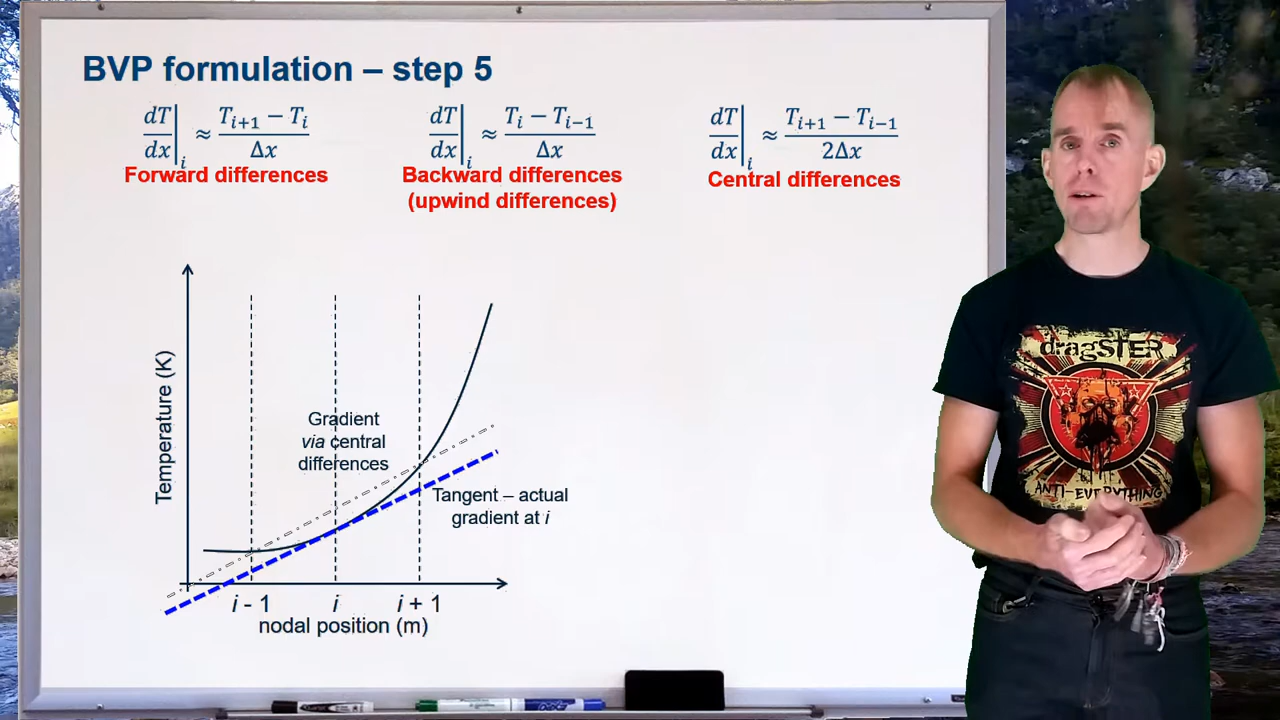 BVP formulation – step 5
dT/dx|i ≈ (Ti+1 − Ti)/Δx
Forward differences
dT/dx|i ≈ (Ti − Ti−1)/Δx
Backward differences
(upwind differences)
dT/dx|i ≈ (Ti+1 − Ti−1)/2Δx
Central differences
Temperature (K)
Gradient
via central
differences
Tangent – actual
gradient at i
i - 1
i
i + 1
nodal position (m)
dragSTER
ANTI-EVERYTHING